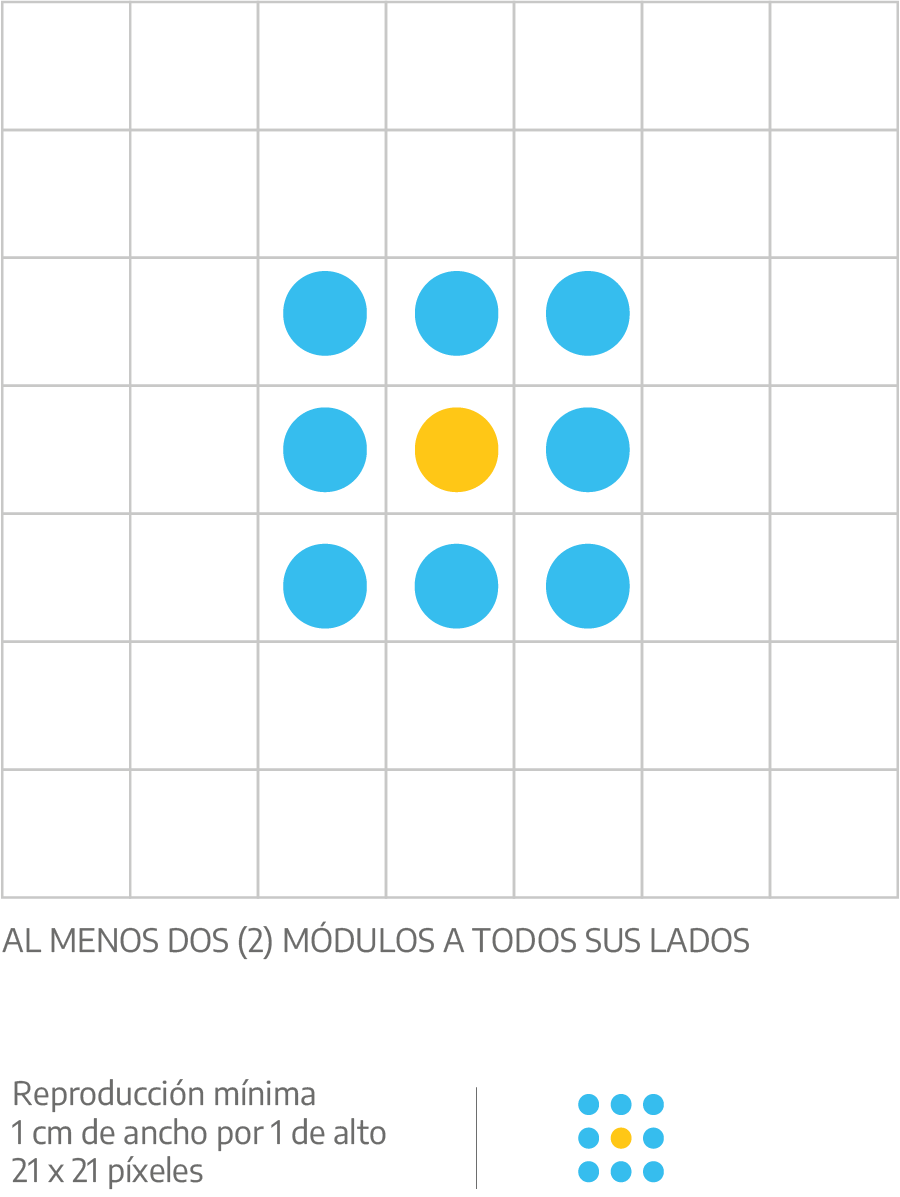 AL MENOS DOS (2) MÓDULOS A TODOS SUS LADOS
Reproducción mínima
1 cm de ancho por 1 de alto
21 x 21 píxeles